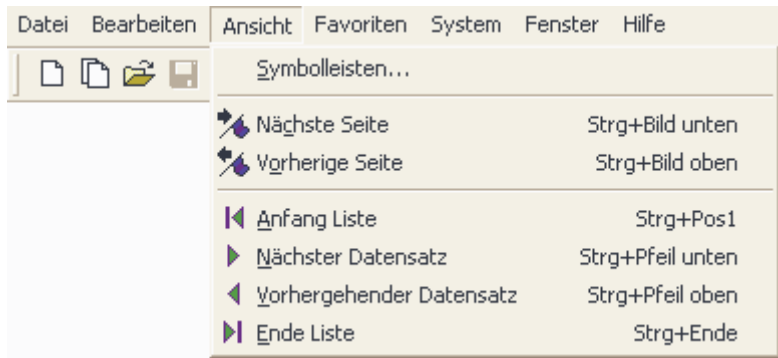 Datei Bearbeiten Ansicht Favoriten System Fenster Hilfe
Symbolleisten...
Nächste Seite Strg+Bild unten
Vorherige Seite Strg+Bild oben
Anfang Liste Strg+Pos1
Nächster Datensatz Strg+Pfeil unten
Vorhergehender Datensatz Strg+Pfeil oben
Ende Liste Strg+Ende